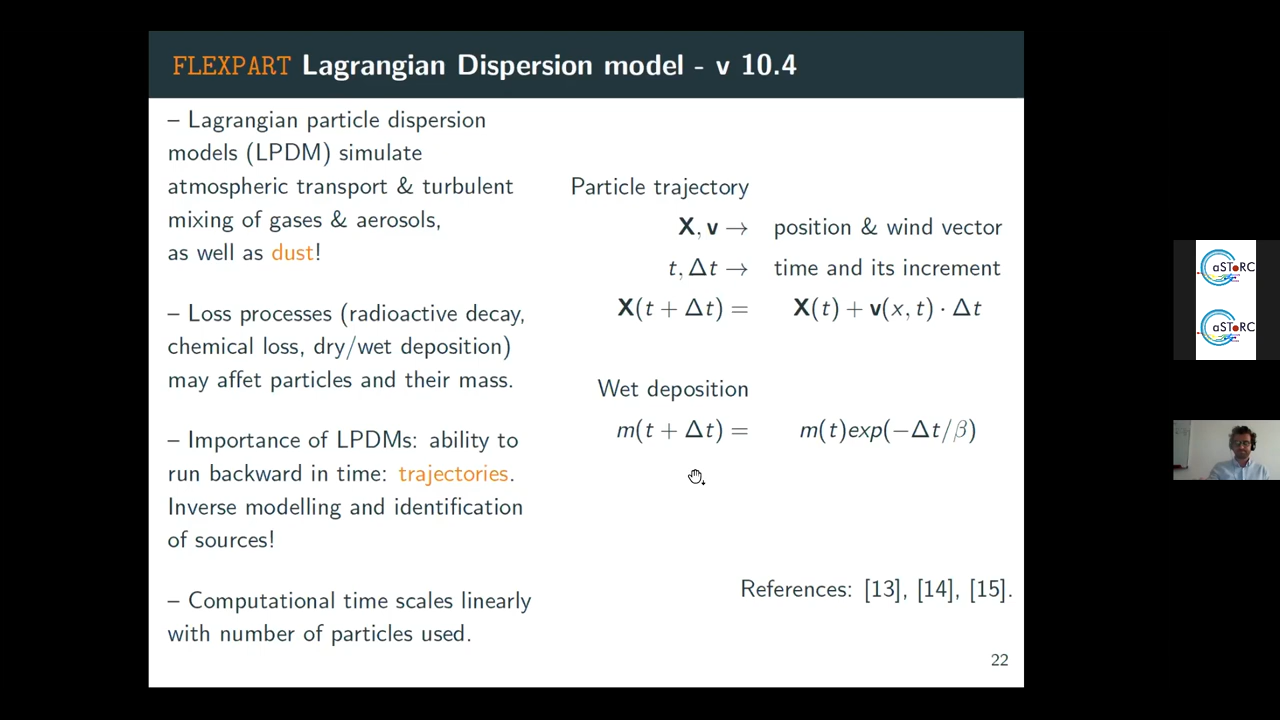 FLEXPART Lagrangian Dispersion model - v 10.4
– Lagrangian particle dispersion
models (LPDM) simulate
atmospheric transport & turbulent
mixing of gases & aerosols,
as well as dust!
– Loss processes (radioactive decay,
chemical loss, dry/wet deposition)
may affet particles and their mass.
– Importance of LPDMs: ability to
run backward in time: trajectories.
Inverse modelling and identification
of sources!
– Computational time scales linearly
with number of particles used.
Particle trajectory
X, v → position & wind vector
t, Δt → time and its increment
X(t + Δt) = X(t) + v(x, t) · Δt
Wet deposition
m(t + Δt) = m(t)exp(−Δt/β)
References: [13], [14], [15].
22
aSTORC
aSTORC